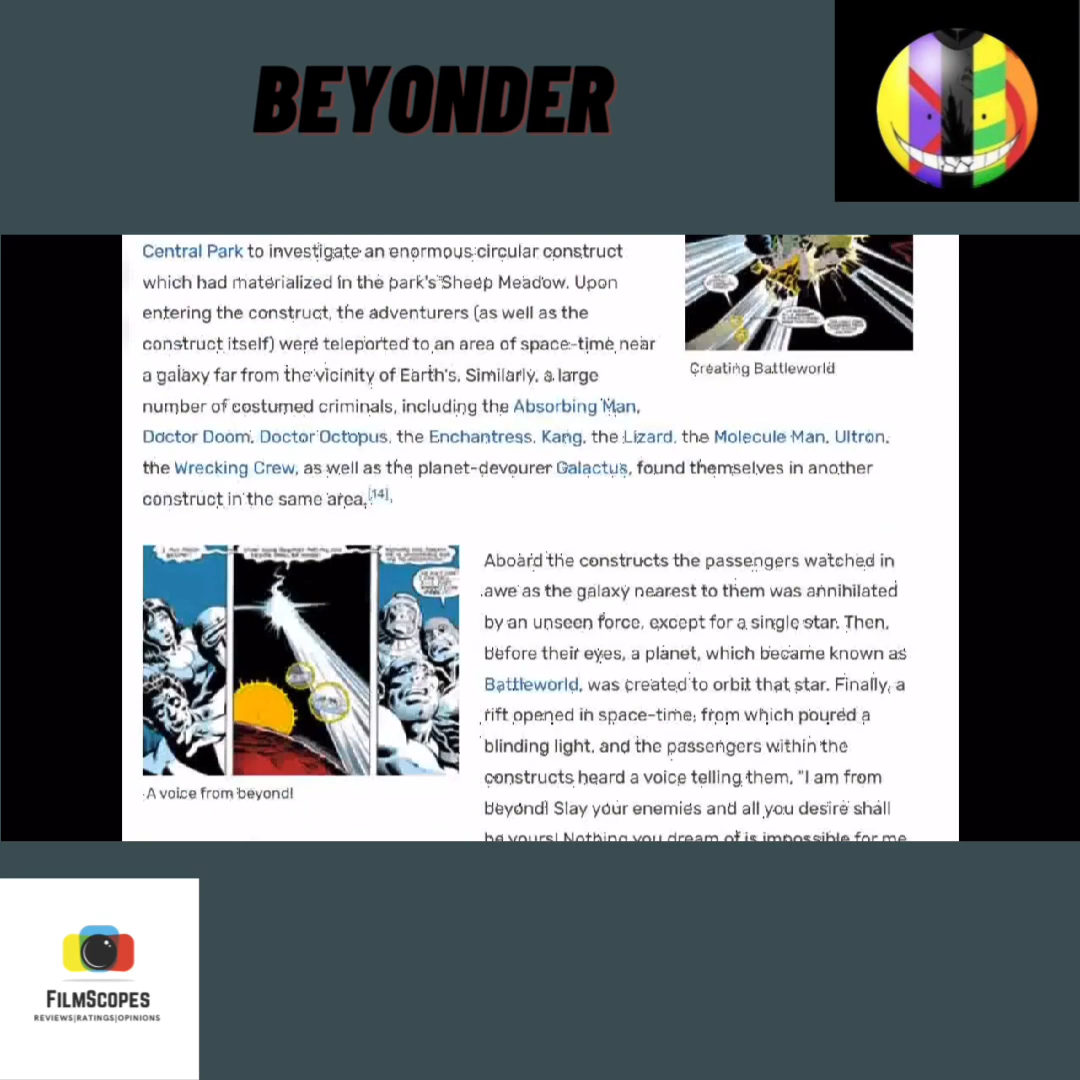 BEYONDER
Central Park to investigate an enormous circular construct
which had materialized in the park's Sheep Meadow. Upon
entering the construct, the adventurers (as well as the
construct itself) were teleported to an area of space-time near
a galaxy far from the vicinity of Earth's. Similarly, a large
number of costumed criminals, including the Absorbing Man,
Doctor Doom, Doctor Octopus, the Enchantress, Kang, the Lizard, the Molecule Man, Ultron,
the Wrecking Crew, as well as the planet-devourer Galactus, found themselves in another
construct in the same area.[14].
Creating Battleworld
Aboard the constructs the passengers watched in
awe as the galaxy nearest to them was annihilated
by an unseen force, except for a single star. Then,
before their eyes, a planet, which became known as
Battleworld, was created to orbit that star. Finally, a
rift opened in space-time, from which poured a
blinding light, and the passengers within the
constructs heard a voice telling them, "I am from
beyond! Slay your enemies and all you desire shall
be yours! Nothing you dream of is impossible for me
A voice from beyond!
FILMSCOPES
REVIEWS|RATINGS|OPINIONS